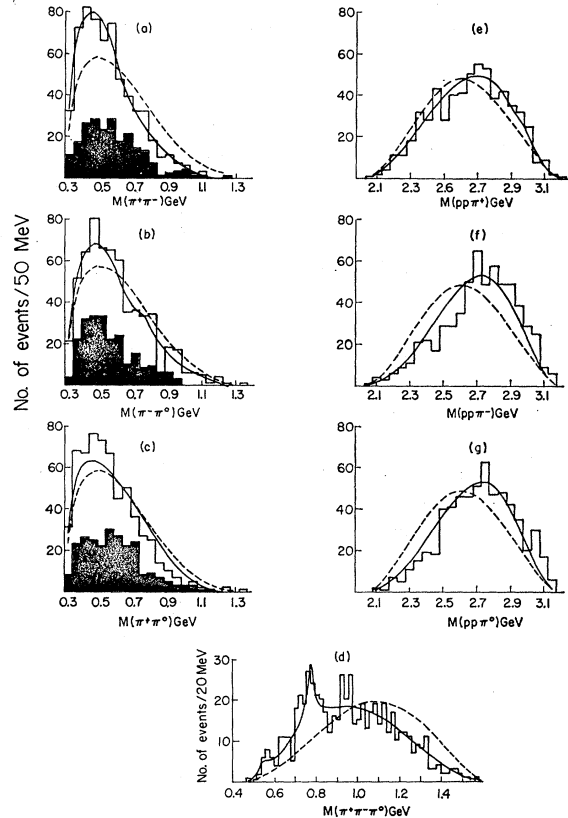 No. of events/50 MeV
(a)
80
60
40
20
0.3 0.5 0.7 0.9 1.1 1.3
M(π⁺π⁻)GeV
(b)
80
60
40
20
0.3 0.5 0.7 0.9 1.1 1.3
M(π⁻π⁰)GeV
(c)
80
60
40
20
0.3 0.5 0.7 0.9 1.1 1.3
M(π⁺π⁰)GeV
(e)
80
60
40
20
2.1 2.3 2.5 2.7 2.9 3.1
M(ppπ⁺)GeV
(f)
80
60
40
20
2.1 2.3 2.5 2.7 2.9 3.1
M(ppπ⁻)GeV
(g)
80
60
40
20
2.1 2.3 2.5 2.7 2.9 3.1
M(ppπ⁰)GeV
(d)
No. of events/20 MeV
30
20
10
0.4 0.6 0.8 1.0 1.2 1.4
M(π⁺π⁻π⁰)GeV